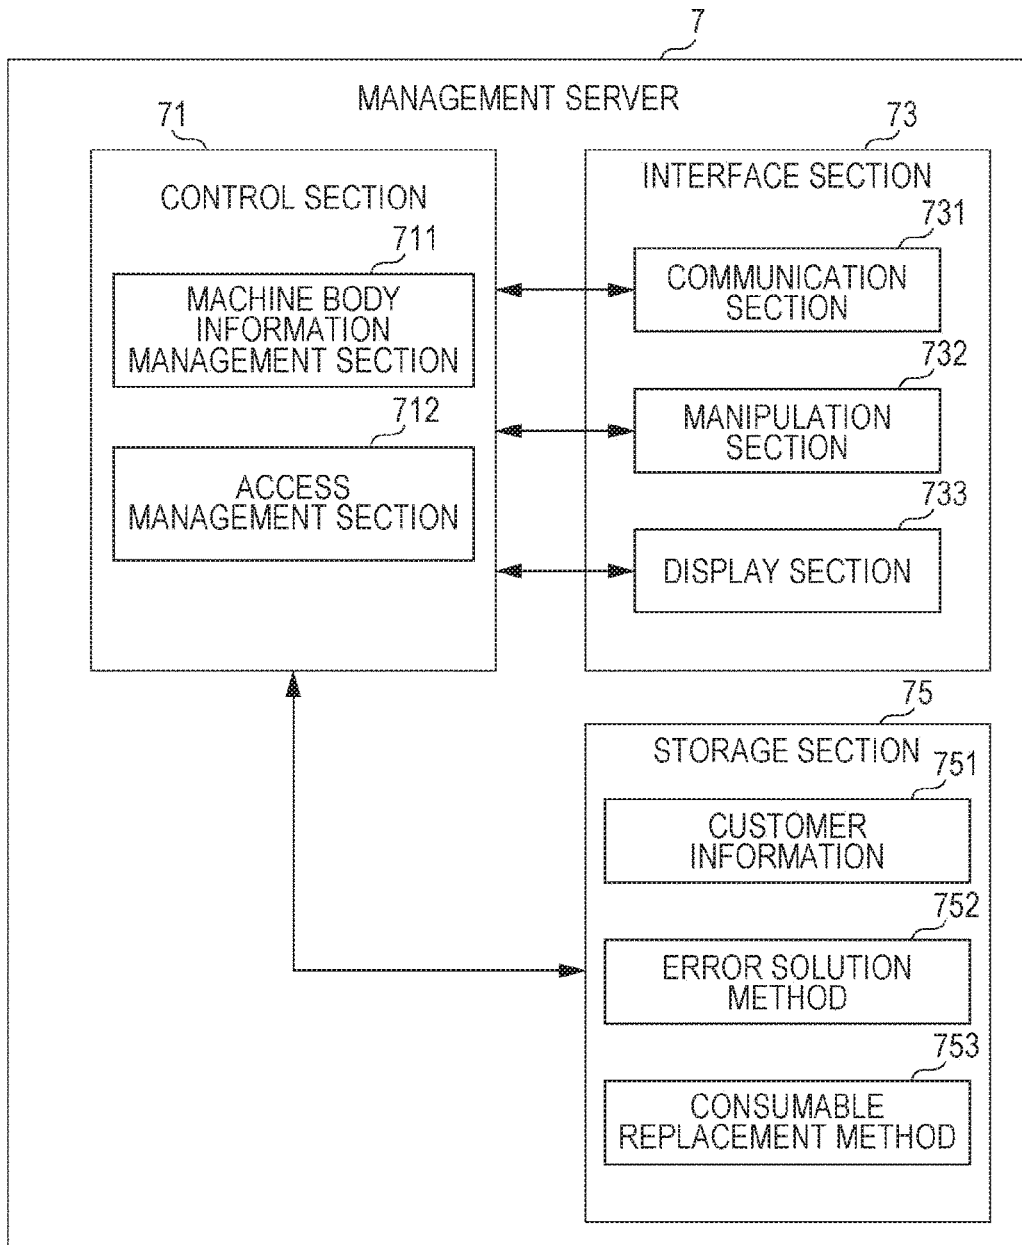 7
MANAGEMENT SERVER
71
CONTROL SECTION
711
MACHINE BODY
INFORMATION
MANAGEMENT SECTION
712
ACCESS
MANAGEMENT SECTION
73
INTERFACE SECTION
731
COMMUNICATION
SECTION
732
MANIPULATION
SECTION
733
DISPLAY SECTION
75
STORAGE SECTION
751
CUSTOMER
INFORMATION
752
ERROR SOLUTION
METHOD
753
CONSUMABLE
REPLACEMENT METHOD